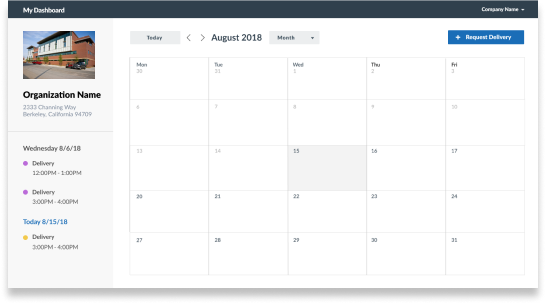 My Dashboard
Company Name
Today
August 2018
Month
+ Request Delivery
Organization Name
2333 Channing Way
Berkeley, California 94709
Wednesday 8/6/18
Delivery
12:00PM - 1:00PM
Delivery
3:00PM - 4:00PM
Today 8/15/18
Delivery
3:00PM - 4:00PM
Mon Tue Wed Thu Fri
30 31 1 2 3
6 7 8 9 10
13 14 15 16 17
20 21 22 23 24
27 28 29 30 31